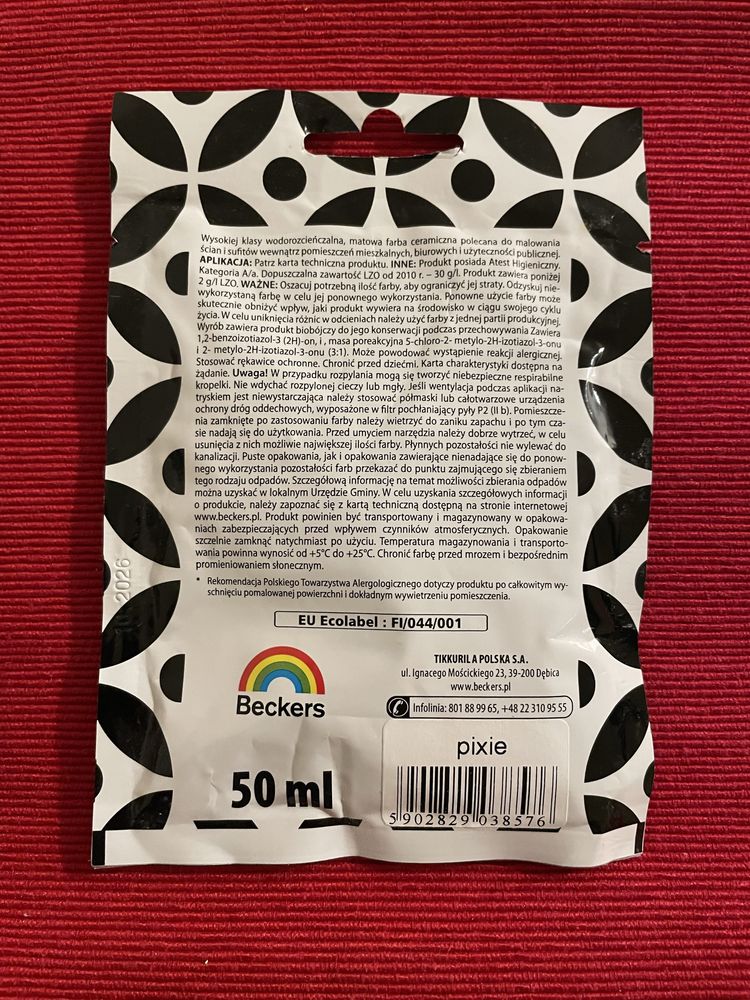 Wysokiej klasy wodorozcieńczalna, matowa farba ceramiczna polecana do malowania
ścian i sufitów wewnątrz pomieszczeń mieszkalnych, biurowych i użyteczności publicznej.
APLIKACJA: Patrz karta techniczna produktu. INNE: Produkt posiada Atest Higieniczny.
Kategoria A/a. Dopuszczalna zawartość LZO od 2010 r. – 30 g/l. Produkt zawiera poniżej
2 g/l LZO. WAŻNE: Oszacuj potrzebną ilość farby, aby ograniczyć jej straty. Odzyskuj nie-
wykorzystaną farbę w celu jej ponownego wykorzystania. Ponowne użycie farby może
skutecznie obniżyć wpływ, jaki produkt wywiera na środowisko w ciągu swojego cyklu
życia. W celu uniknięcia różnic w odcieniach należy użyć farby z jednej partii produkcyjnej.
Wyrób zawiera produkt biobójczy do jego konserwacji podczas przechowywania Zawiera
1,2-benzoizotiazol-3 (2H)-on, i , masa poreakcyjna 5-chloro-2- metylo-2H-izotiazol-3-onu
i 2- metylo-2H-izotiazol-3-onu (3:1). Może powodować wystąpienie reakcji alergicznej.
Stosować rękawice ochronne. Chronić przed dziećmi. Karta charakterystyki dostępna na
żądanie. Uwaga! W przypadku rozpylania mogą się tworzyć niebezpieczne respirabilne
kropelki. Nie wdychać rozpylonej cieczy lub mgły. Jeśli wentylacja podczas aplikacji na-
tryskiem jest niewystarczająca należy stosować półmaski lub całotwarzowe urządzenia
ochrony dróg oddechowych, wyposażone w filtr pochłaniający pyły P2 (II b). Pomieszcze-
nia zamknięte po zastosowaniu farby należy wietrzyć do zaniku zapachu i po tym cza-
sie nadają się do użytkowania. Przed umyciem narzędzia należy dobrze wytrzeć, w celu
usunięcia z nich możliwie największej ilości farby. Płynnych pozostałości nie wylewać do
kanalizacji. Puste opakowania, jak i opakowania zawierające nienadające się do ponow-
nego wykorzystania pozostałości farb przekazać do punktu zajmującego się zbieraniem
tego rodzaju odpadów. Szczegółową informację na temat możliwości zbierania odpadów
można uzyskać w lokalnym Urzędzie Gminy. W celu uzyskania szczegółowych informacji
o produkcie, należy zapoznać się z kartą techniczną dostępną na stronie internetowej
www.beckers.pl. Produkt powinien być transportowany i magazynowany w opakowa-
niach zabezpieczających przed wpływem czynników atmosferycznych. Opakowanie
szczelnie zamknąć natychmiast po użyciu. Temperatura magazynowania i transporto-
wania powinna wynosić od +5°C do +25°C. Chronić farbę przed mrozem i bezpośrednim
promieniowaniem słonecznym.
* Rekomendacja Polskiego Towarzystwa Alergologicznego dotyczy produktu po całkowitym wy-
schnięciu pomalowanej powierzchni i dokładnym wywietrzeniu pomieszczenia.
2026
EU Ecolabel : FI/044/001
Beckers
TIKKURILA POLSKA S.A.
ul. Ignacego Mościckiego 23, 39-200 Dębica
www.beckers.pl
Infolinia: 801 88 99 65, +48 22 310 95 55
50 ml
pixie
5 902829 038576